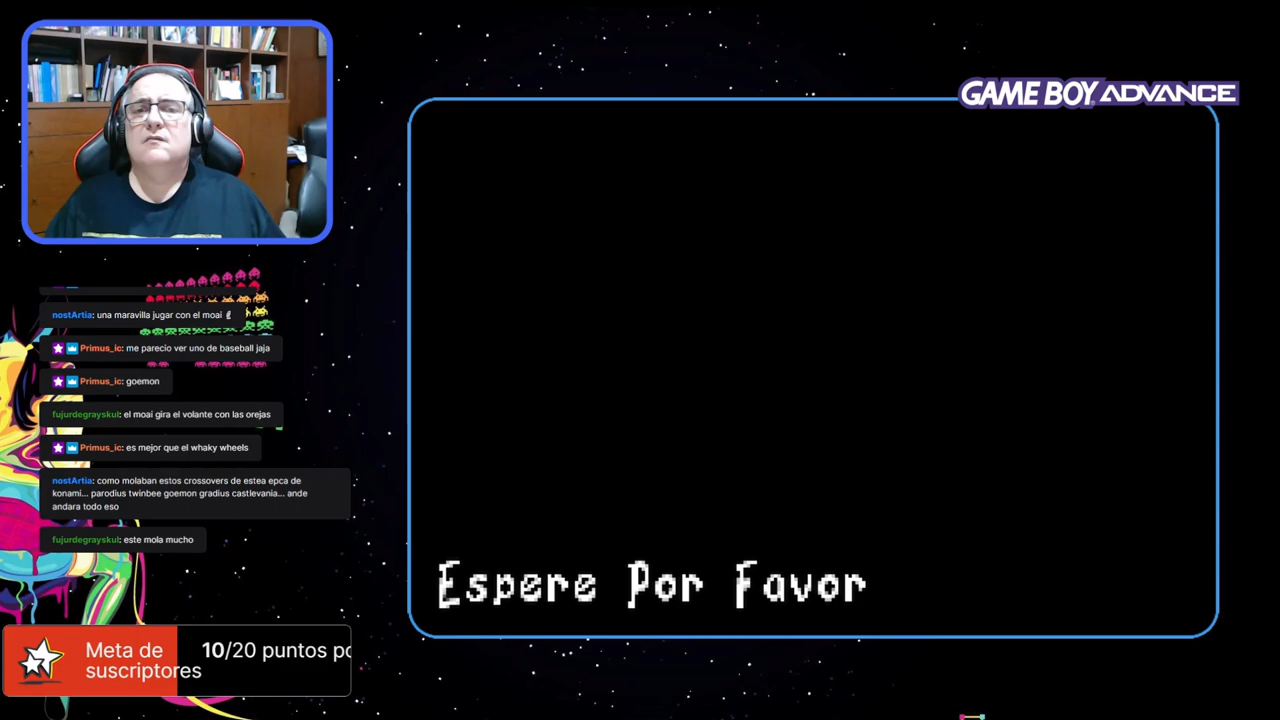 GAME BOY ADVANCE
nostArtia: una maravilla jugar con el moai 🗿
Primus_ic: me parecio ver uno de baseball jaja
Primus_ic: goemon
fujurdegrayskul: el moai gira el volante con las orejas
Primus_ic: es mejor que el whaky wheels
nostArtia: como molaban estos crossovers de estea epca de
konami... parodius twinbee goemon gradius castlevania... ande
andara todo eso
fujurdegrayskul: este mola mucho
Espere Por Favor
Meta de
suscriptores
10/20 puntos po